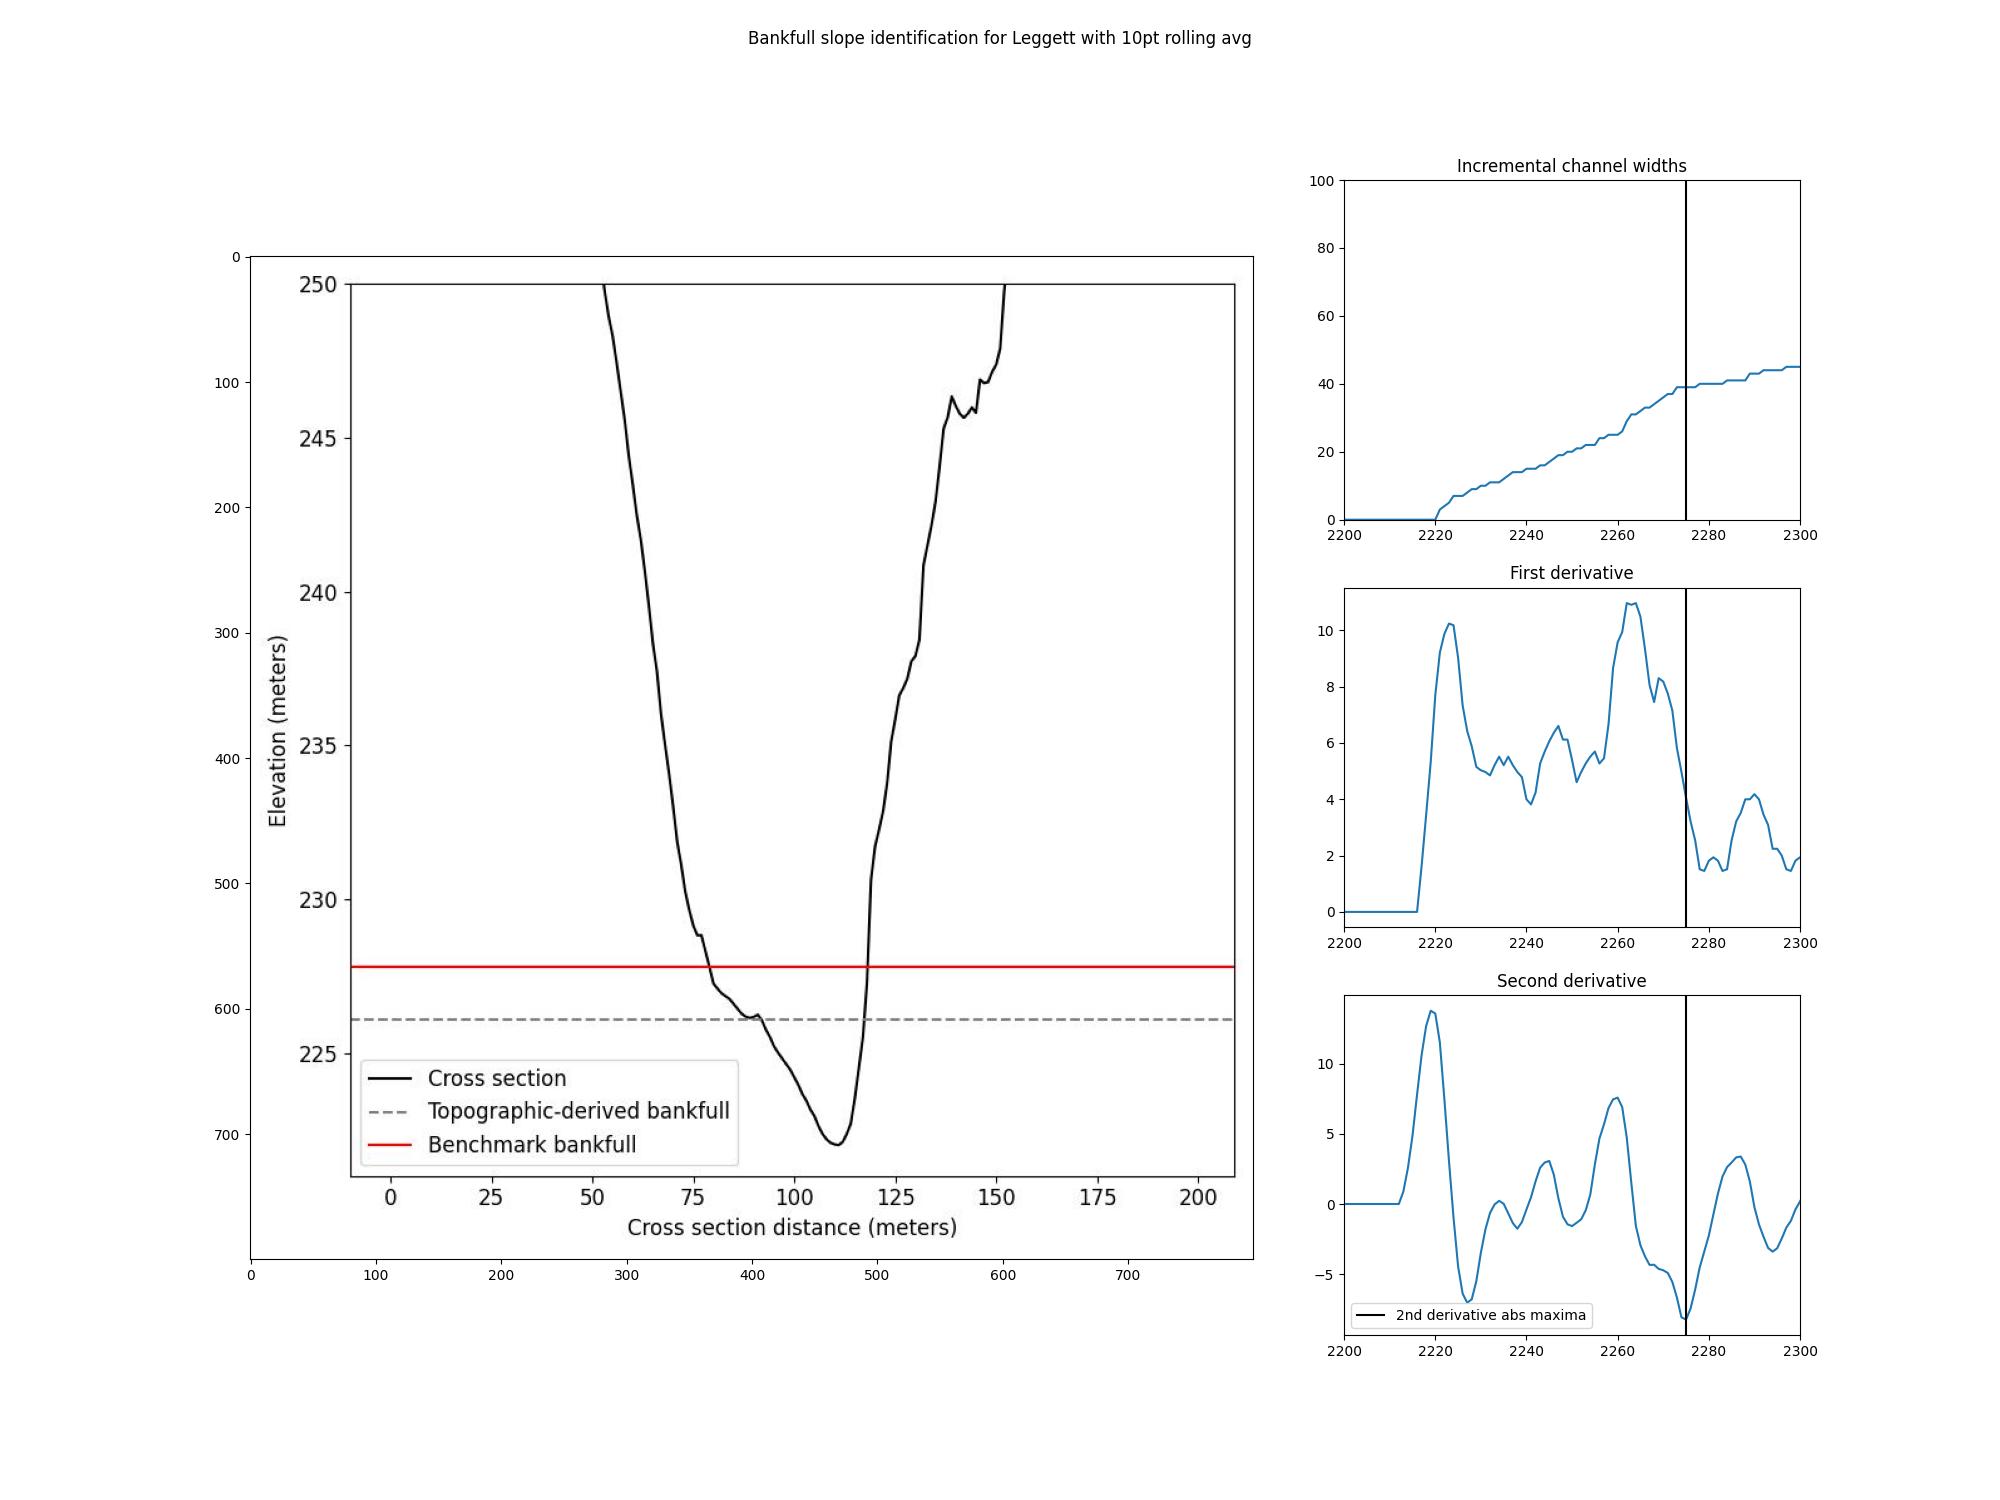 Bankfull slope identification for Leggett with 10pt rolling avg
0
100
200
300
400
500
600
700
250
245
240
235
230
225
Elevation (meters)
Cross section
Topographic-derived bankfull
Benchmark bankfull
0 25 50 75 100 125 150 175 200
Cross section distance (meters)
0 100 200 300 400 500 600 700
Incremental channel widths
100
80
60
40
20
0
2200 2220 2240 2260 2280 2300
First derivative
10
8
6
4
2
0
2200 2220 2240 2260 2280 2300
Second derivative
10
5
0
−5
2nd derivative abs maxima
2200 2220 2240 2260 2280 2300